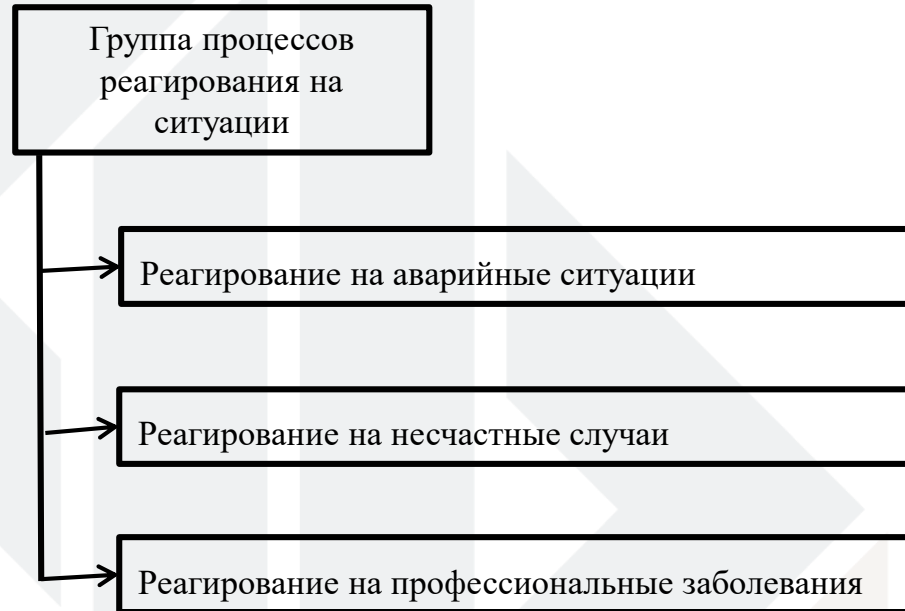 Группа процессов
реагирования на
ситуации
Реагирование на аварийные ситуации
Реагирование на несчастные случаи
Реагирование на профессиональные заболевания